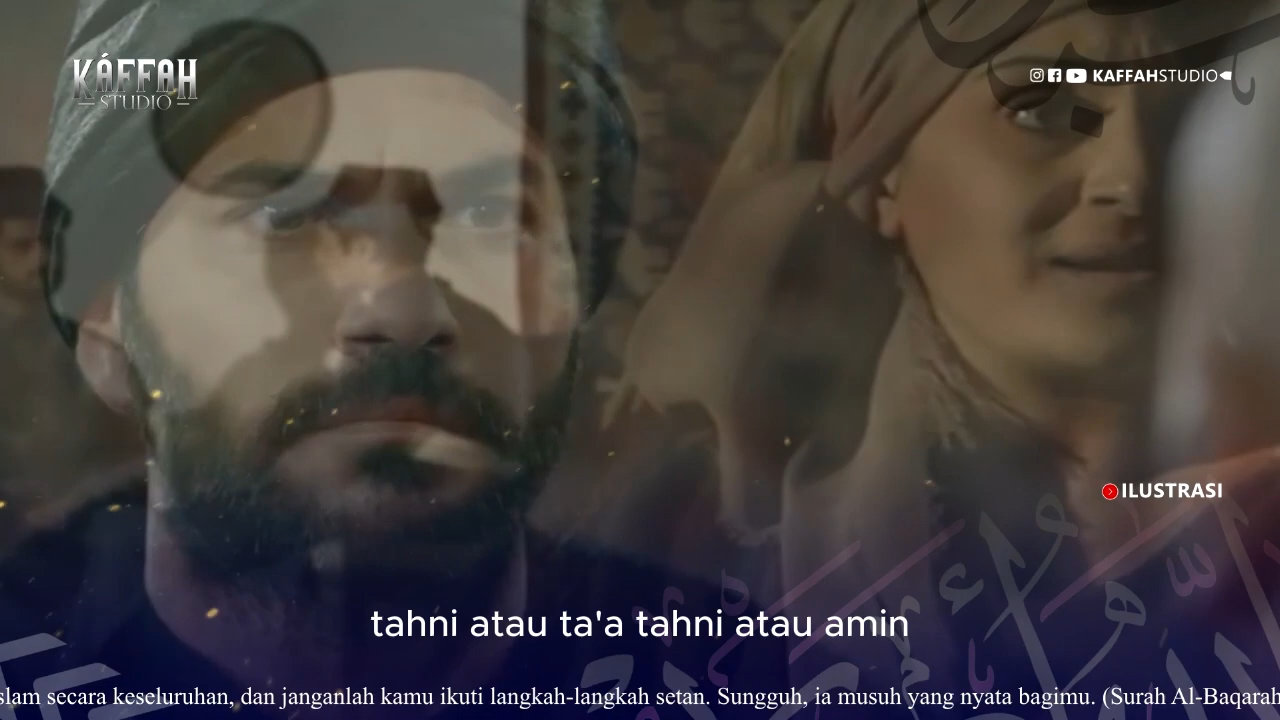 KÁFFAH
STUDIO
KAFFAHSTUDIO
ILUSTRASI
tahni atau ta'a tahni atau amin
slam secara keseluruhan, dan janganlah kamu ikuti langkah-langkah setan. Sungguh, ia musuh yang nyata bagimu. (Surah Al-Baqarah